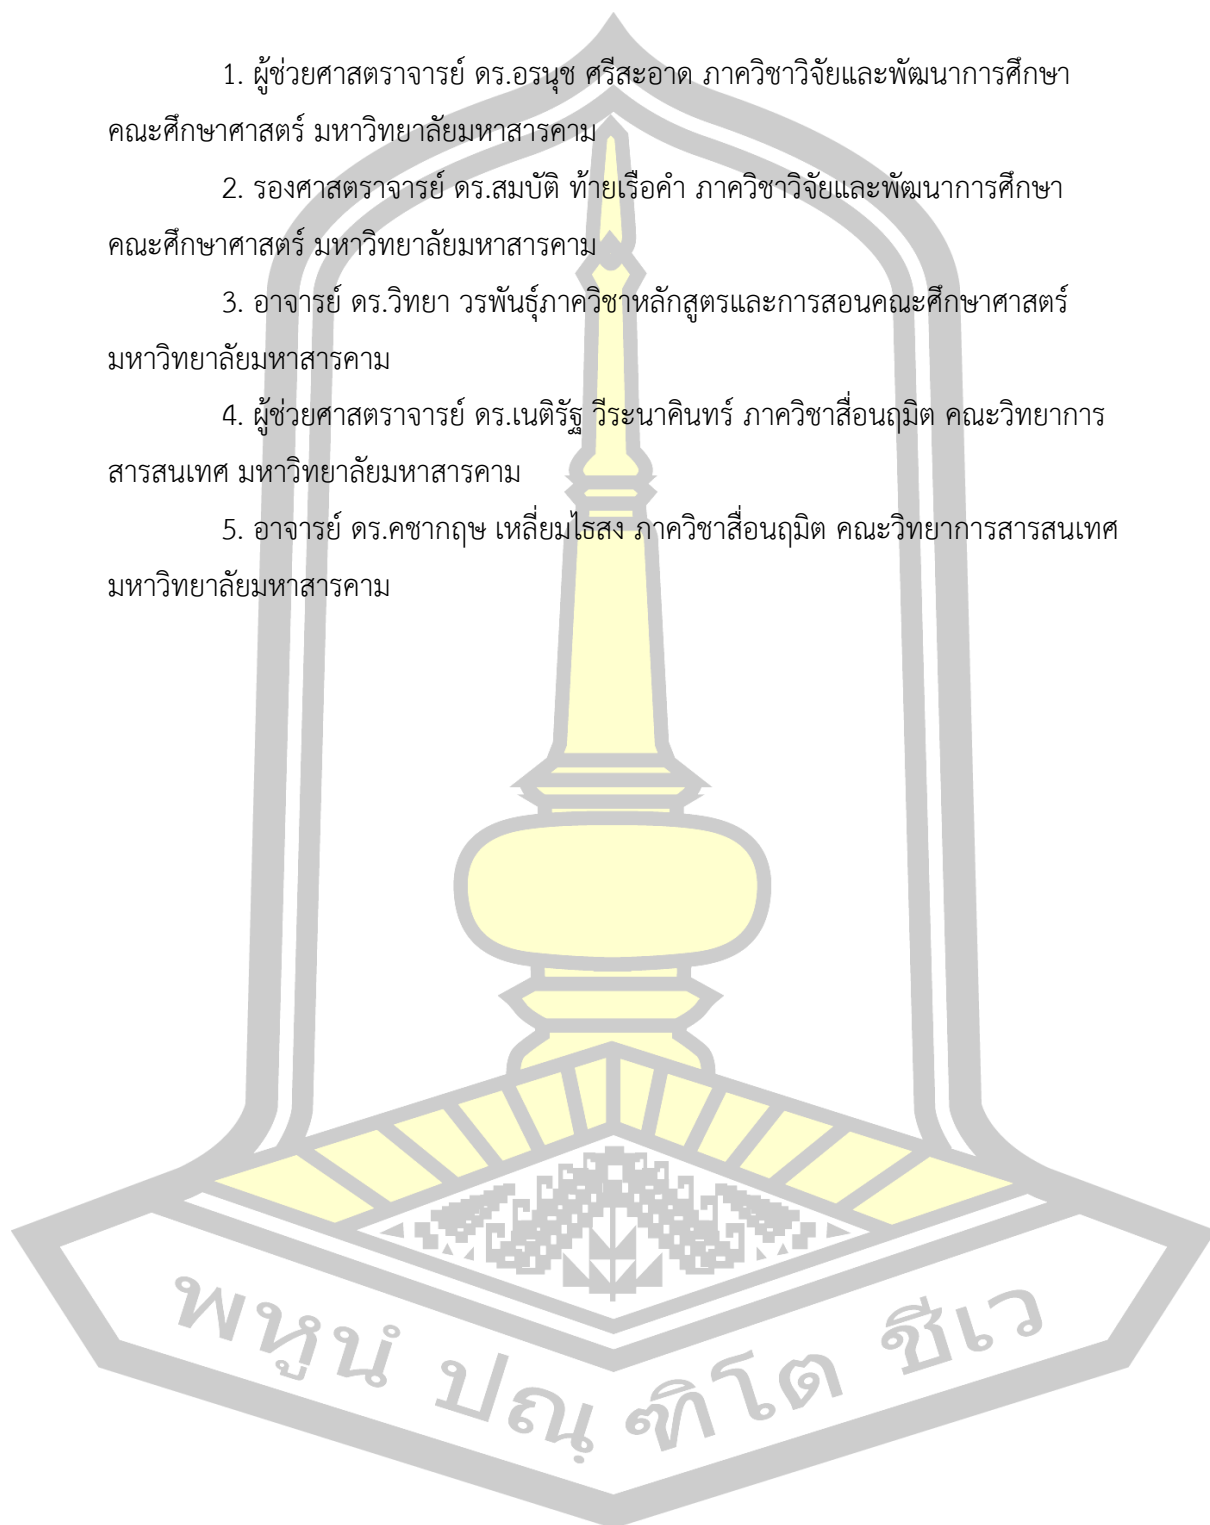 1. ผู้ช่วยศาสตราจารย์ ดร.อรนุช ศรีสะอาด ภาควิชาวิจัยและพัฒนาการศึกษา
คณะศึกษาศาสตร์ มหาวิทยาลัยมหาสารคาม
2. รองศาสตราจารย์ ดร.สมบัติ ท้ายเรือคำ ภาควิชาวิจัยและพัฒนาการศึกษา
คณะศึกษาศาสตร์ มหาวิทยาลัยมหาสารคาม
3. อาจารย์ ดร.วิทยา วรพันธุ์ภาควิชาหลักสูตรและการสอนคณะศึกษาศาสตร์
มหาวิทยาลัยมหาสารคาม
4. ผู้ช่วยศาสตราจารย์ ดร.เนติรัฐ วีระนาคินทร์ ภาควิชาสื่อนฤมิต คณะวิทยาการ
สารสนเทศ มหาวิทยาลัยมหาสารคาม
5. อาจารย์ ดร.คชากฤษ เหลี่ยมไธสง ภาควิชาสื่อนฤมิต คณะวิทยาการสารสนเทศ
มหาวิทยาลัยมหาสารคาม
พหูนํ ปณฺฑิโต ชีเว